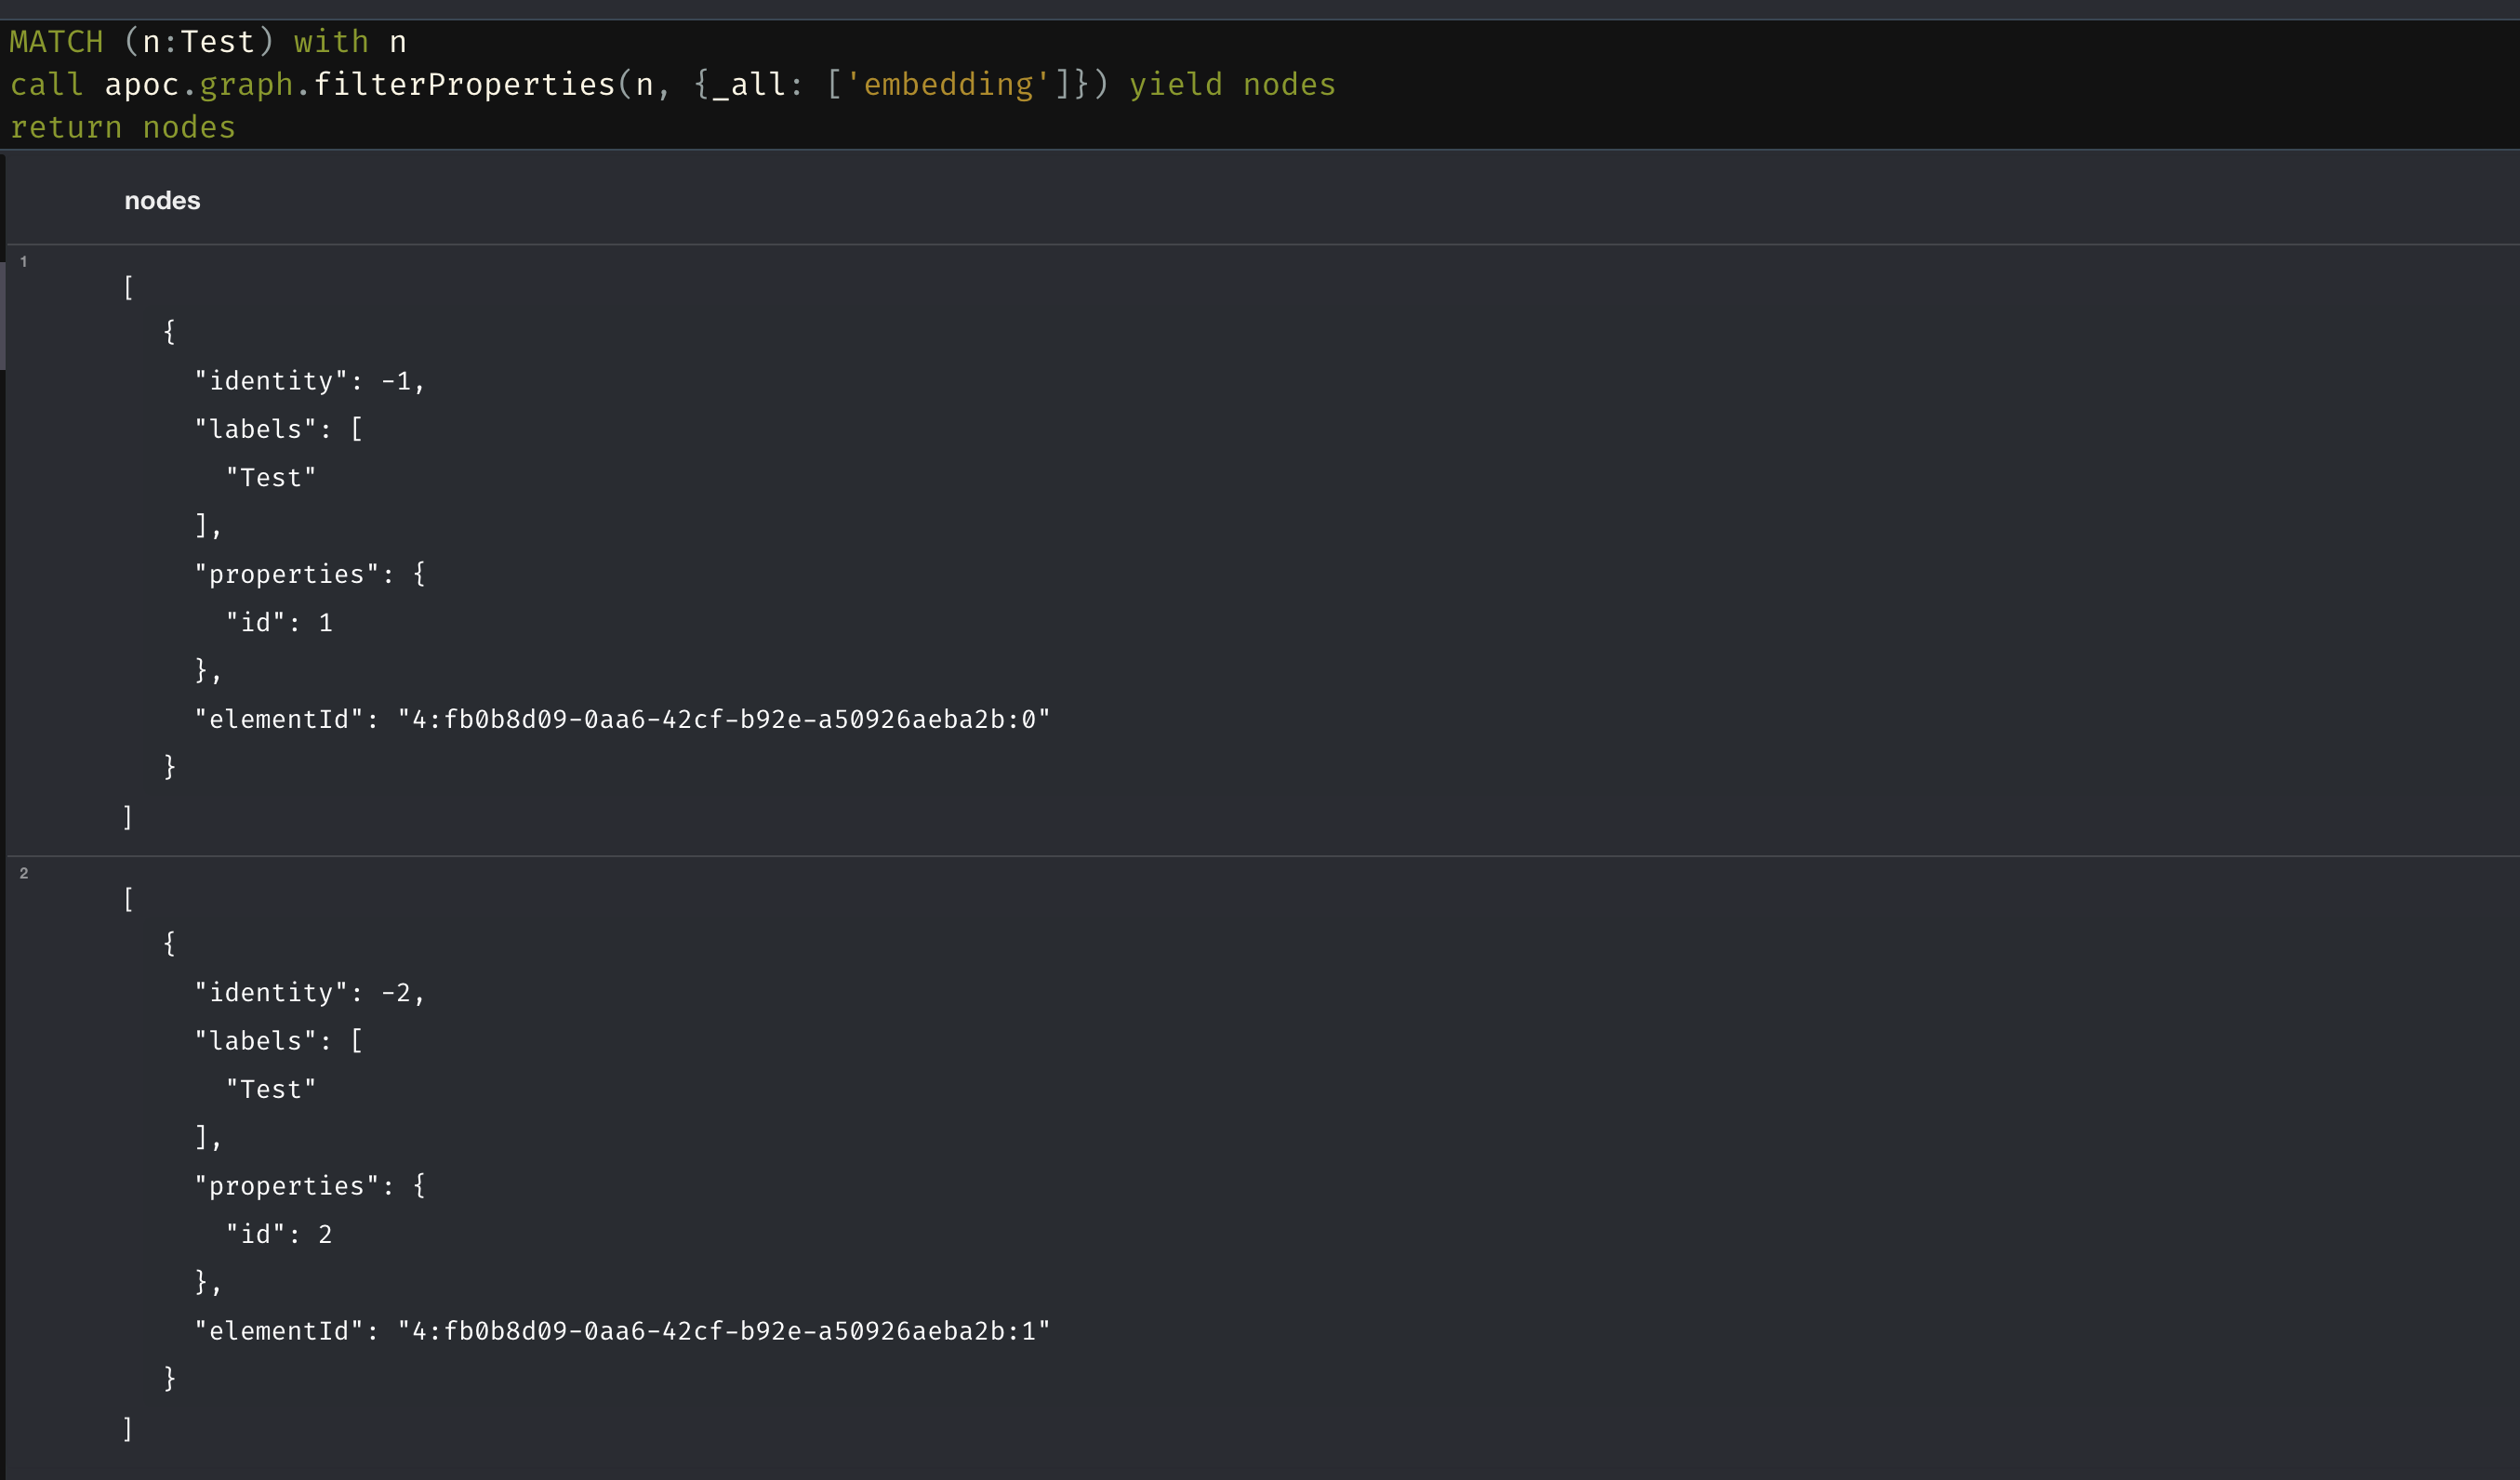 MATCH (n:Test) with n
call apoc.graph.filterProperties(n, {_all: ['embedding']}) yield nodes
return nodes
nodes
1
[
{
"identity": -1,
"labels": [
"Test"
],
"properties": {
"id": 1
},
"elementId": "4:fb0b8d09-0aa6-42cf-b92e-a50926aeba2b:0"
}
]
2
[
{
"identity": -2,
"labels": [
"Test"
],
"properties": {
"id": 2
},
"elementId": "4:fb0b8d09-0aa6-42cf-b92e-a50926aeba2b:1"
}
]